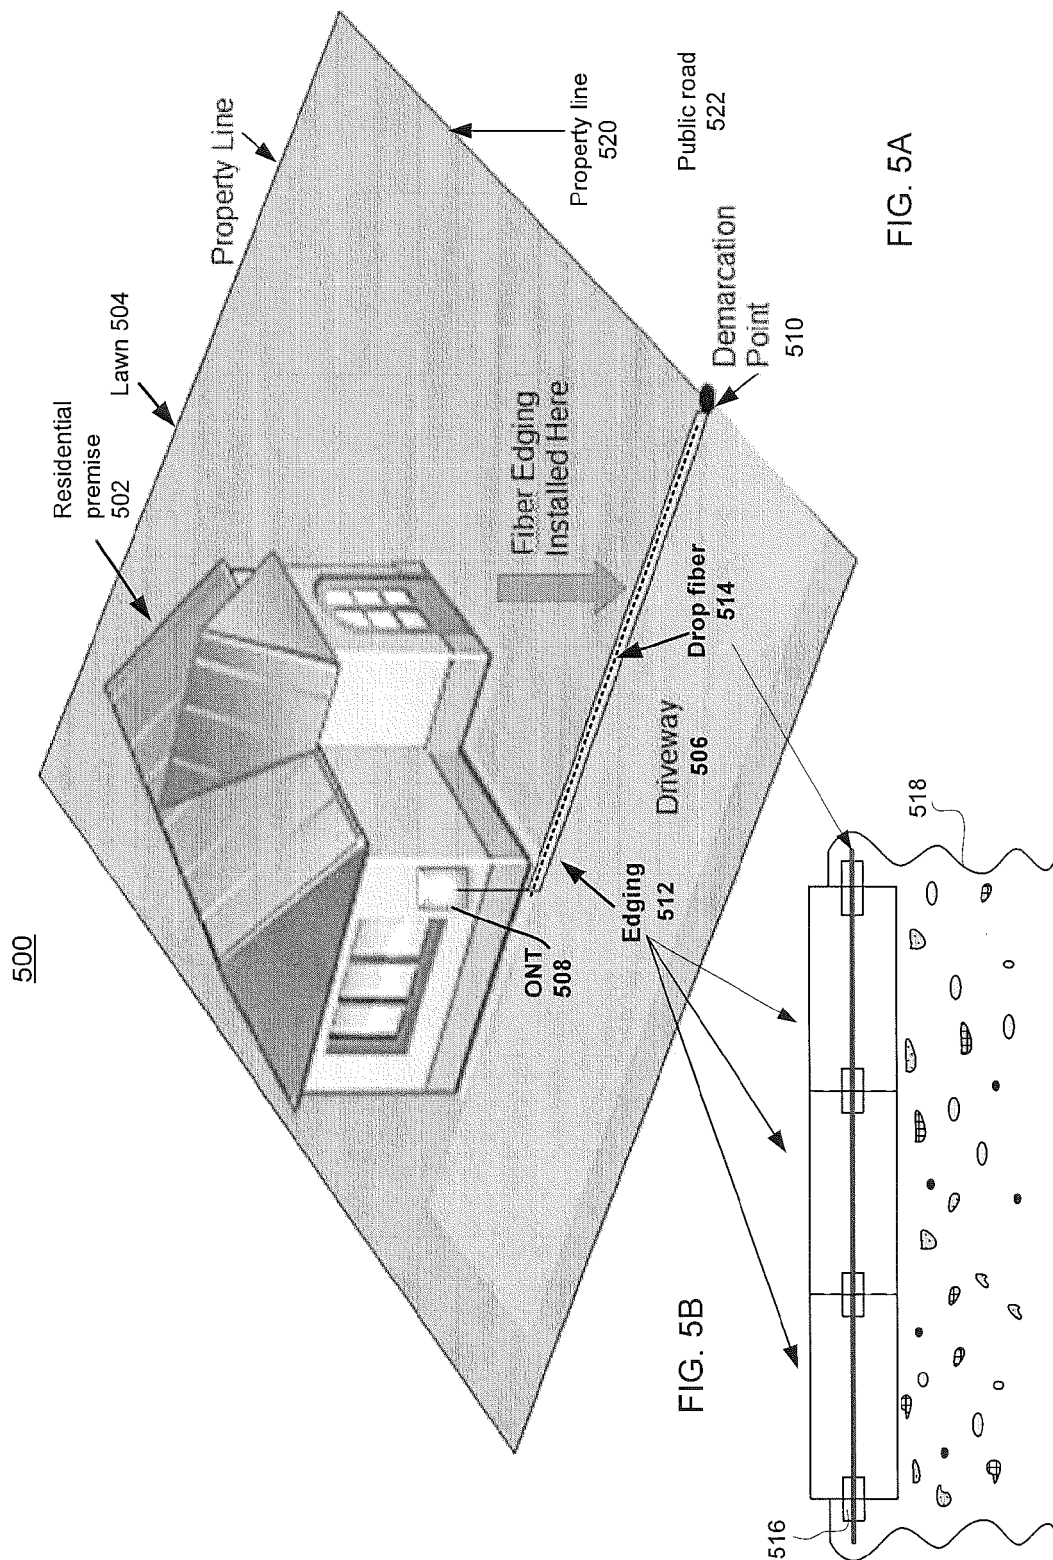 500
Residential
premise
502
Lawn 504
Property Line
Property line
520
Public road
522
Fiber Edging
Installed Here
Demarcation
Point
510
ONT
508
Edging
512
Drop fiber
514
Driveway
506
FIG. 5A
FIG. 5B
516
518